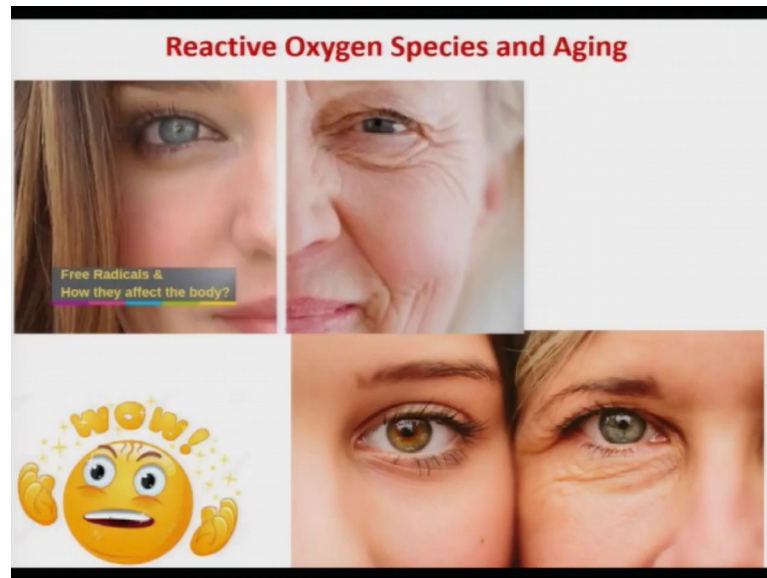 Reactive Oxygen Species and Aging
Free Radicals &
How they affect the body?
WOW!